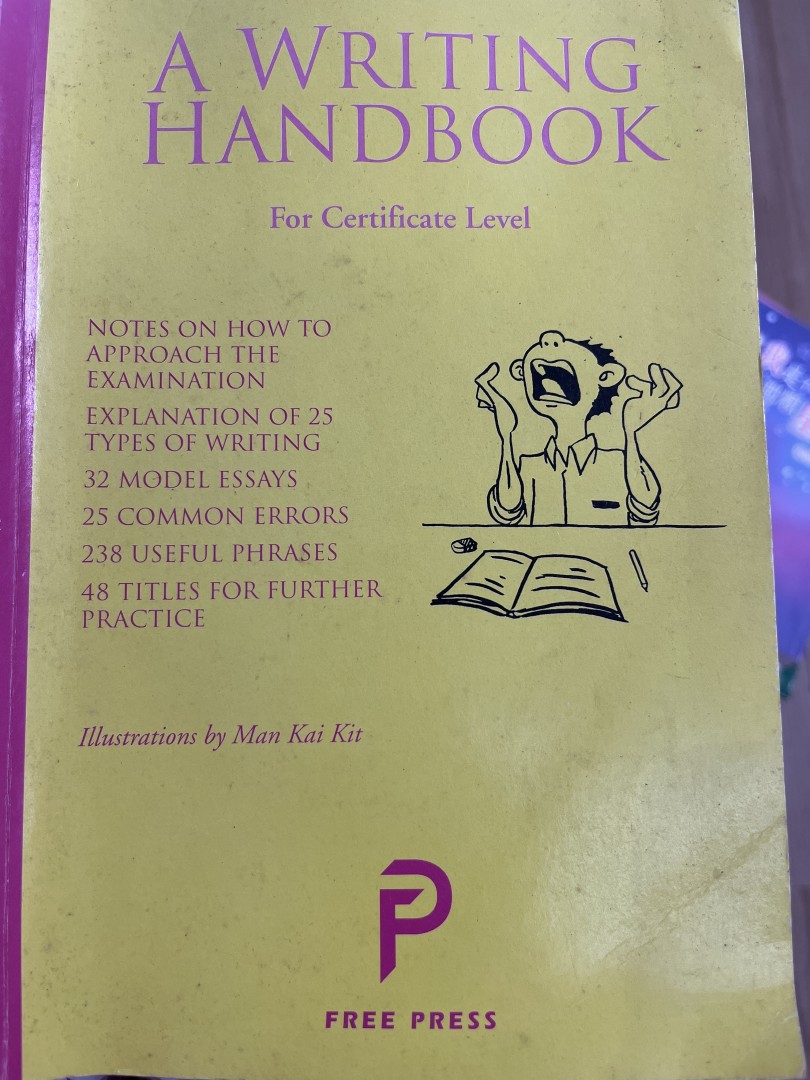 A WRITING
HANDBOOK
For Certificate Level
NOTES ON HOW TO
APPROACH THE
EXAMINATION
EXPLANATION OF 25
TYPES OF WRITING
32 MODEL ESSAYS
25 COMMON ERRORS
238 USEFUL PHRASES
48 TITLES FOR FURTHER
PRACTICE
Illustrations by Man Kai Kit
FREE PRESS